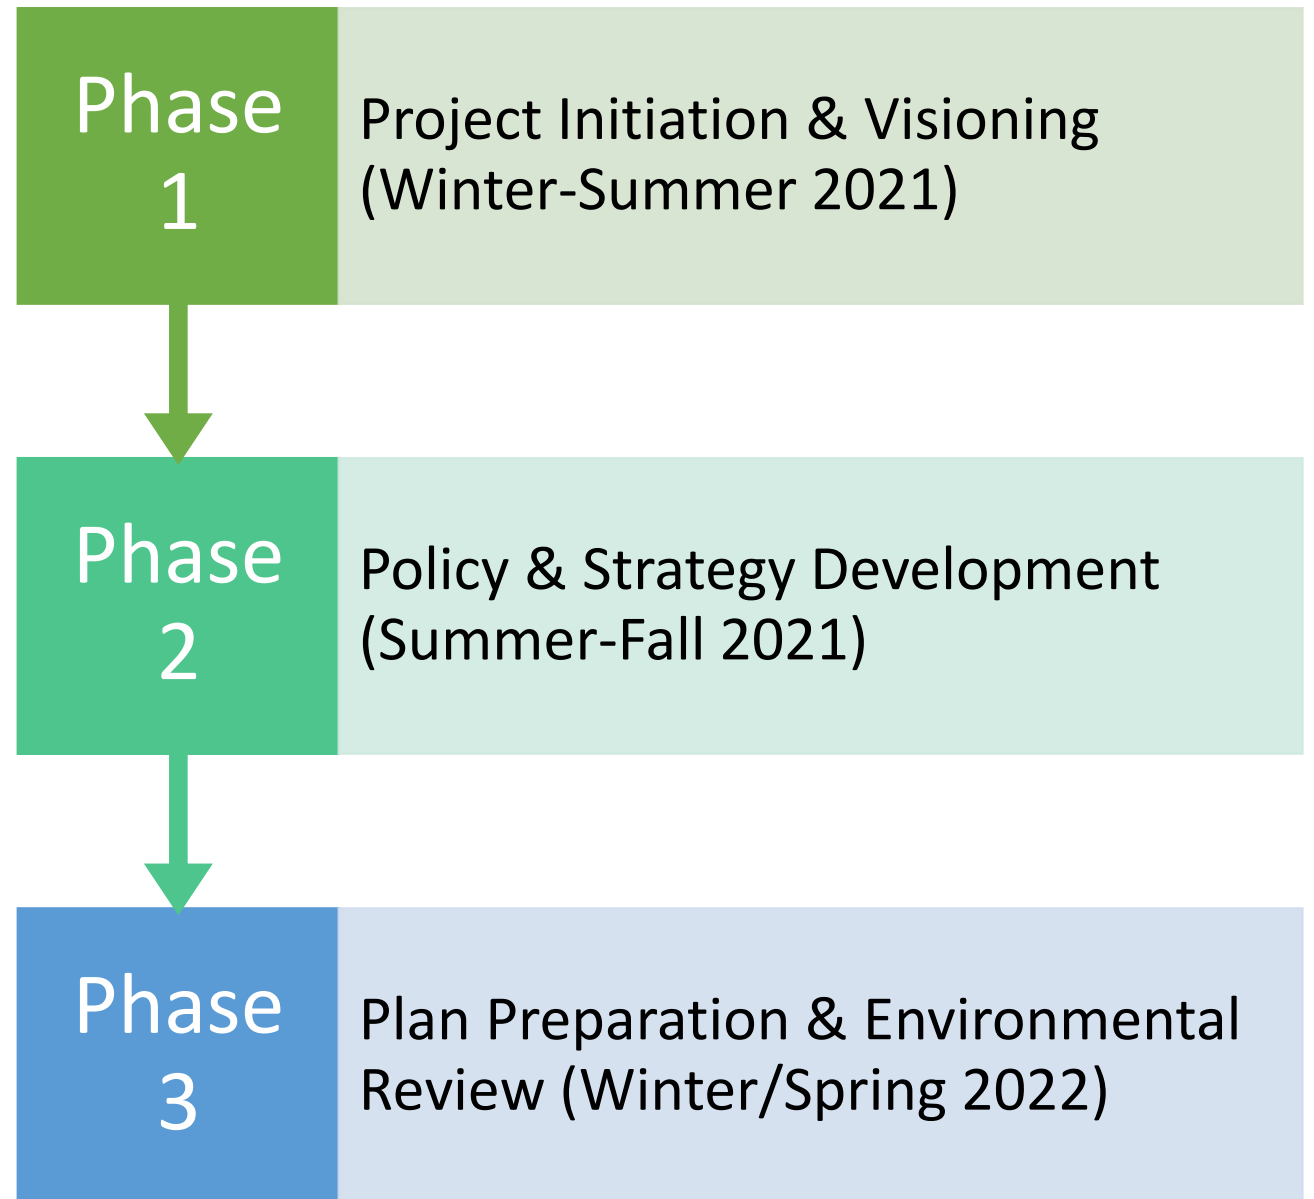 Phase
1
Project Initiation & Visioning
(Winter-Summer 2021)
Phase
2
Policy & Strategy Development
(Summer-Fall 2021)
Phase
3
Plan Preparation & Environmental
Review (Winter/Spring 2022)